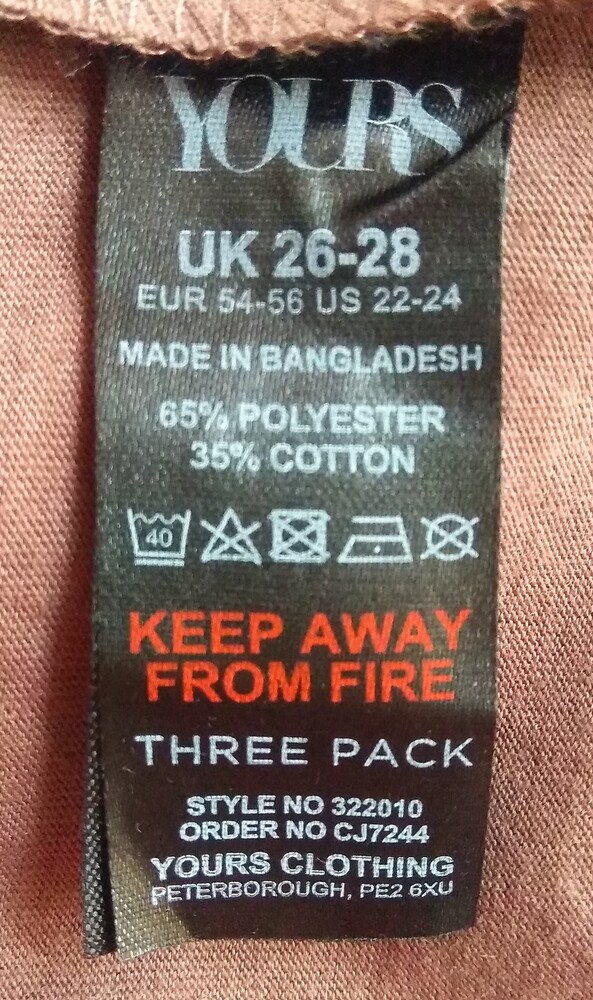 YOURS
UK 26-28
EUR 54-56 US 22-24
MADE IN BANGLADESH
65% POLYESTER
35% COTTON
40
KEEP AWAY
FROM FIRE
THREE PACK
STYLE NO 322010
ORDER NO CJ7244
YOURS CLOTHING
PETERBOROUGH, PE2 6XU